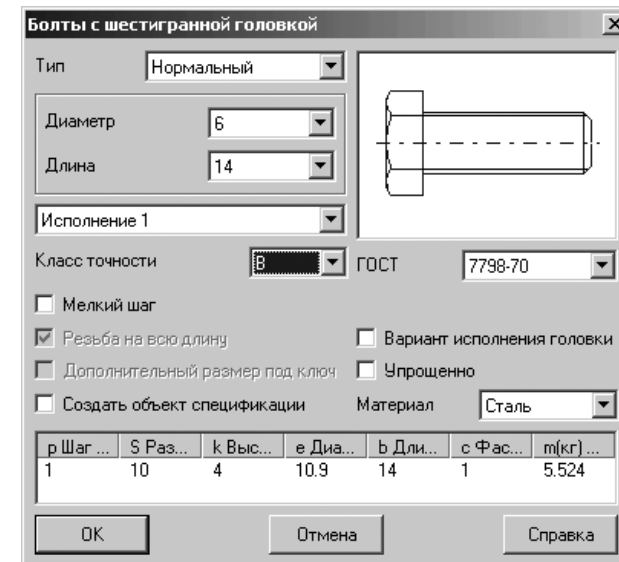 Болты с шестигранной головкой
Тип Нормальный
Диаметр 6
Длина 14
Исполнение 1
Класс точности B ГОСТ 7798-70
Мелкий шаг
Резьба на всю длину Вариант исполнения головки
Дополнительный размер под ключ Упрощенно
Создать объект спецификации Материал Сталь
p Шаг ... S Раз... k Выс... e Диа... b Дли... c Фас... m(кг) ...
1 10 4 10.9 14 1 5.524
OK Отмена Справка